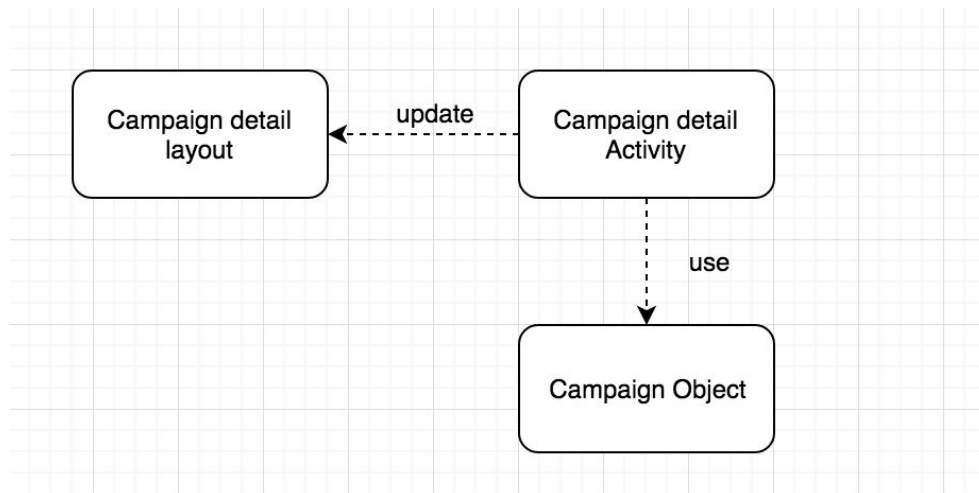 Campaign detail
layout
update
Campaign detail
Activity
use
Campaign Object